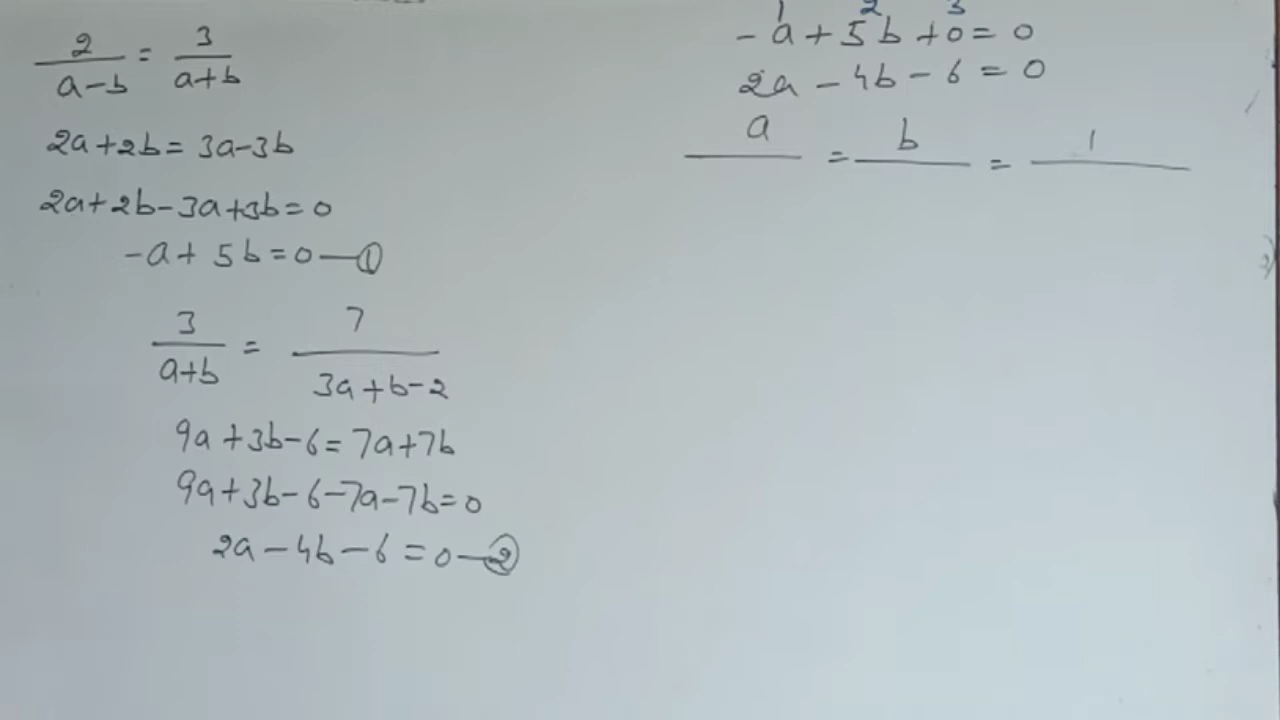 2/(a-b) = 3/(a+b)
2a+2b= 3a-3b
2a+2b-3a+3b=0
-a+ 5b=0 —①
3/(a+b) = 7/(3a+b-2)
9a+3b-6=7a+7b
9a+3b-6-7a-7b=0
2a-4b-6=0 —②
1 2 3
-a+5b+0=0
2a-4b-6=0
a/ = b/ = 1/